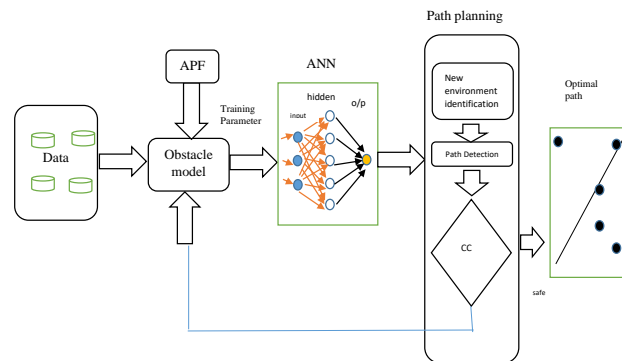 Path planning
APF
ANN
New
environment
identification
Optimal
path
Training
Parameter
hidden
o/p
inout
Data
Obstacle
model
Path Detection
CC
safe